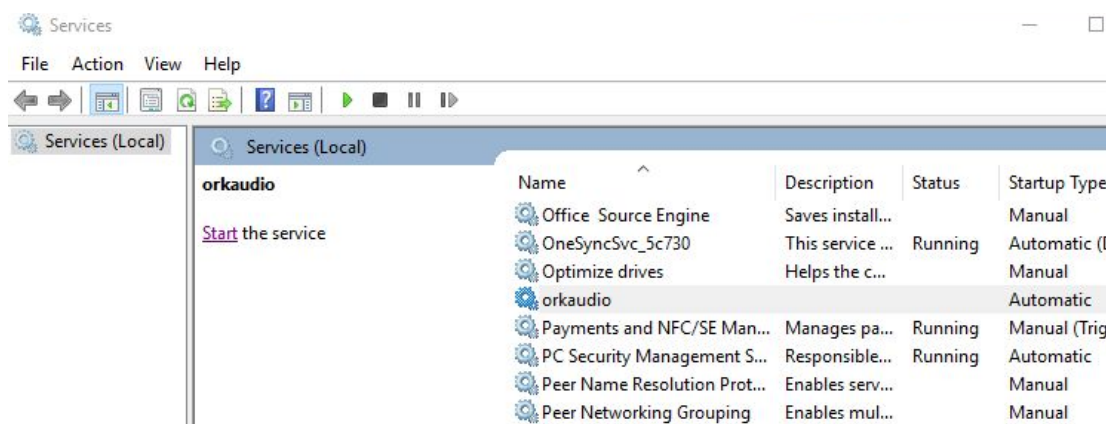 Services
File Action View Help
Services (Local)
Services (Local)
orkaudio
Start the service
Name Description Status Startup Type
Office Source Engine Saves install... Manual
OneSyncSvc_5c730 This service ... Running Automatic (
Optimize drives Helps the c... Manual
orkaudio Automatic
Payments and NFC/SE Man... Manages pa... Running Manual (Trig
PC Security Management S... Responsible... Running Automatic
Peer Name Resolution Prot... Enables serv... Manual
Peer Networking Grouping Enables mul... Manual